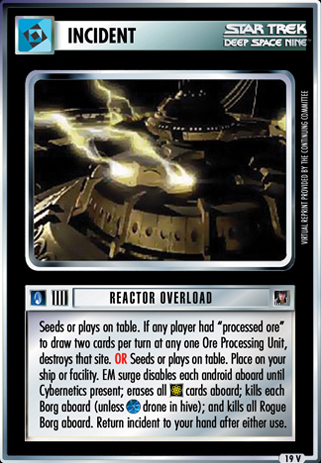 INCIDENT
STAR TREK
DEEP SPACE NINE
VIRTUAL REPRINT PROVIDED BY THE CONTINUING COMMITTEE
REACTOR OVERLOAD
Seeds or plays on table. If any player had "processed ore"
to draw two cards per turn at any one Ore Processing Unit,
destroys that site. OR Seeds or plays on table. Place on your
ship or facility. EM surge disables each android aboard until
Cybernetics present; erases all cards aboard; kills each
Borg aboard (unless drone in hive); and kills all Rogue
Borg aboard. Return incident to your hand after either use.
19 V